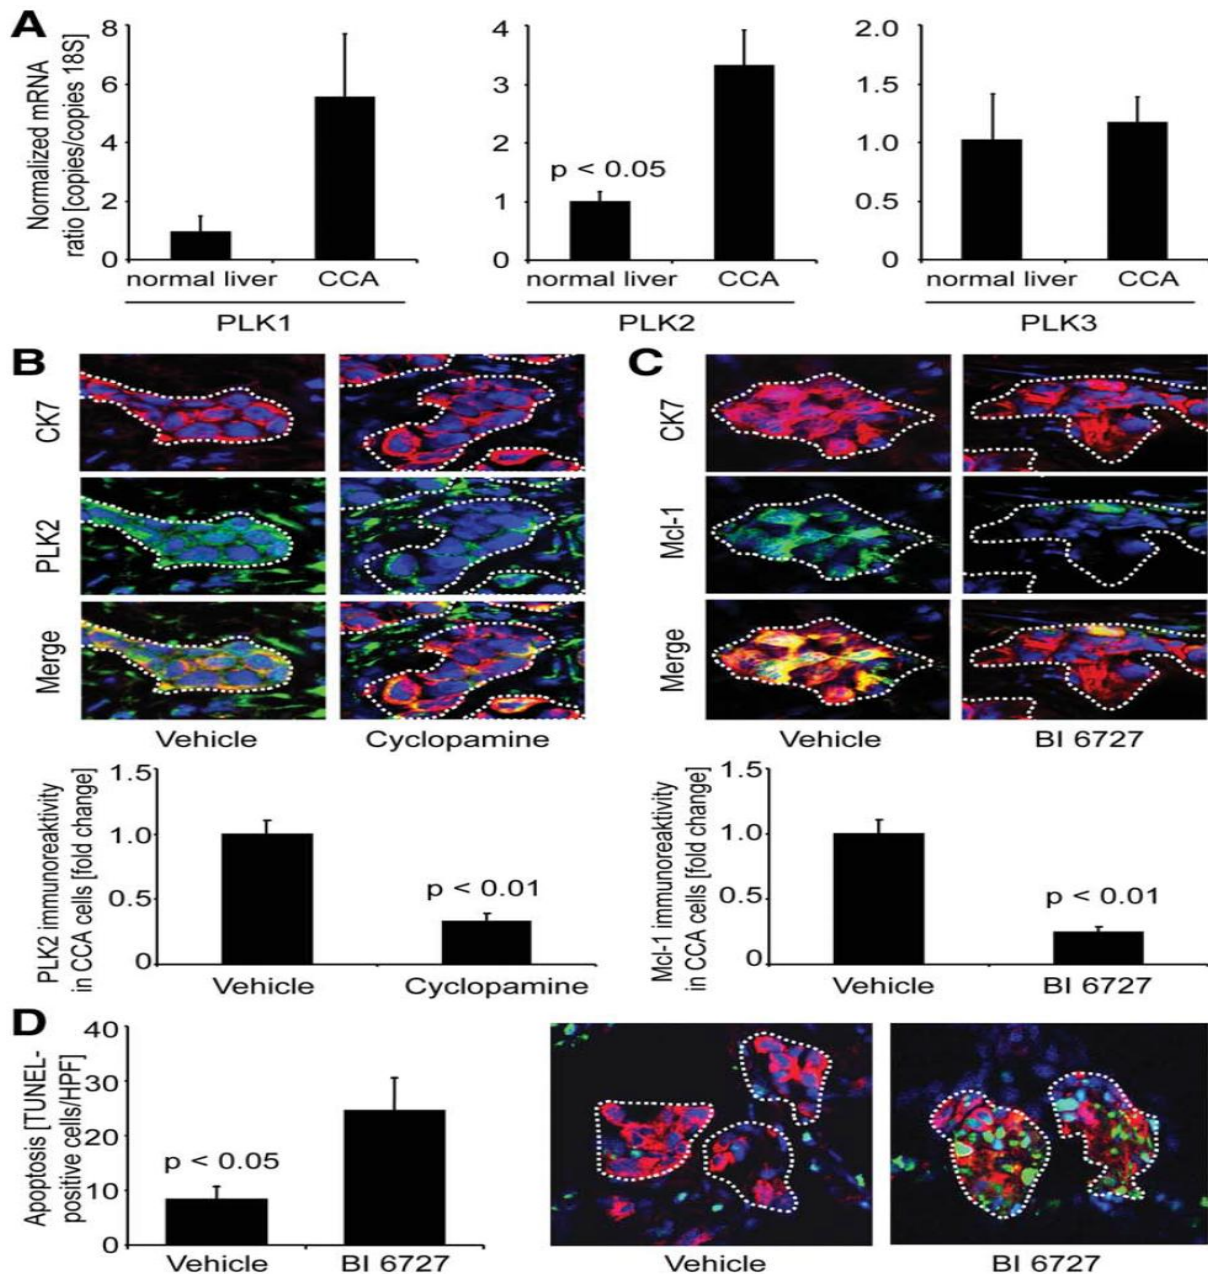 A
Normalized mRNA
ratio [copies/copies 18S]
8
6
4
2
0
normal liver
CCA
PLK1
4
3
2
1
0
p < 0.05
normal liver
CCA
PLK2
2.0
1.5
1.0
0.5
0
normal liver
CCA
PLK3
B
CK7
PLK2
Merge
Vehicle
Cyclopamine
PLK2 immunoreaktivity
in CCA cells [fold change]
1.5
1.0
0.5
0
p < 0.01
Vehicle
Cyclopamine
C
CK7
Mcl-1
Merge
Vehicle
BI 6727
Mcl-1 immunoreaktivity
in CCA cells [fold change]
1.5
1.0
0.5
0
p < 0.01
Vehicle
BI 6727
D
Apoptosis [TUNEL-
positive cells/HPF]
40
30
20
10
0
p < 0.05
Vehicle
BI 6727
Vehicle
BI 6727